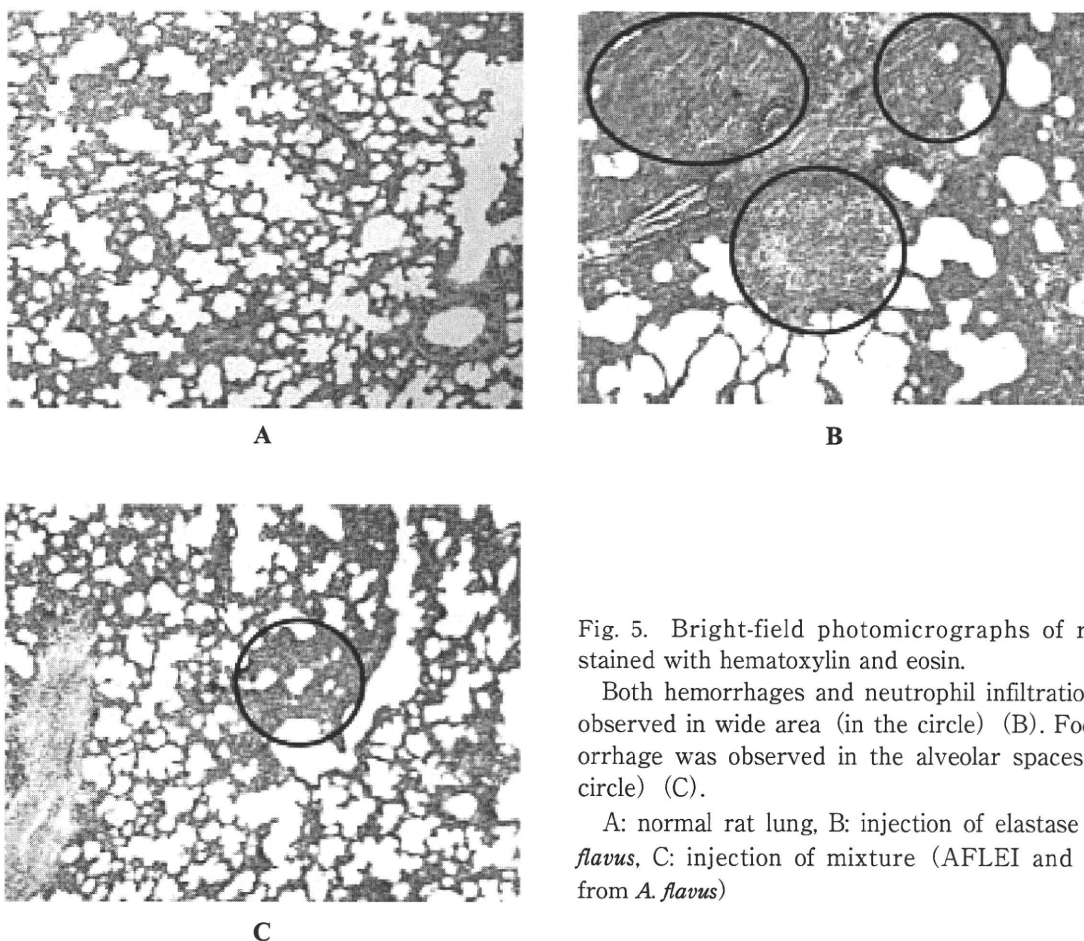 A
B
C
Fig. 5. Bright-field photomicrographs of
stained with hematoxylin and eosin.
Both hemorrhages and neutrophil infiltratio
observed in wide area (in the circle) (B). Fo
orrhage was observed in the alveolar spaces
circle) (C).
A: normal rat lung, B: injection of elastase
flavus, C: injection of mixture (AFLEI and
from A. flavus)